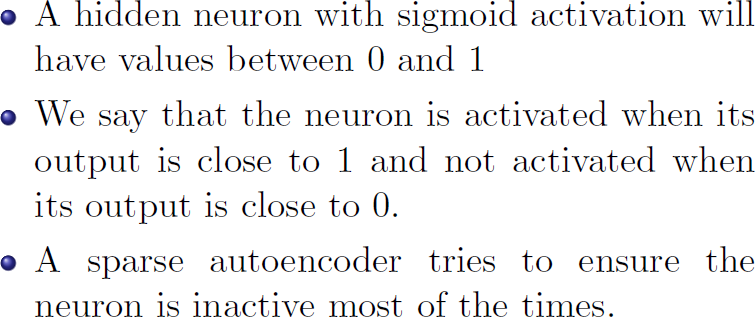 A hidden neuron with sigmoid activation will
have values between 0 and 1
We say that the neuron is activated when its
output is close to 1 and not activated when
its output is close to 0.
A sparse autoencoder tries to ensure the
neuron is inactive most of the times.